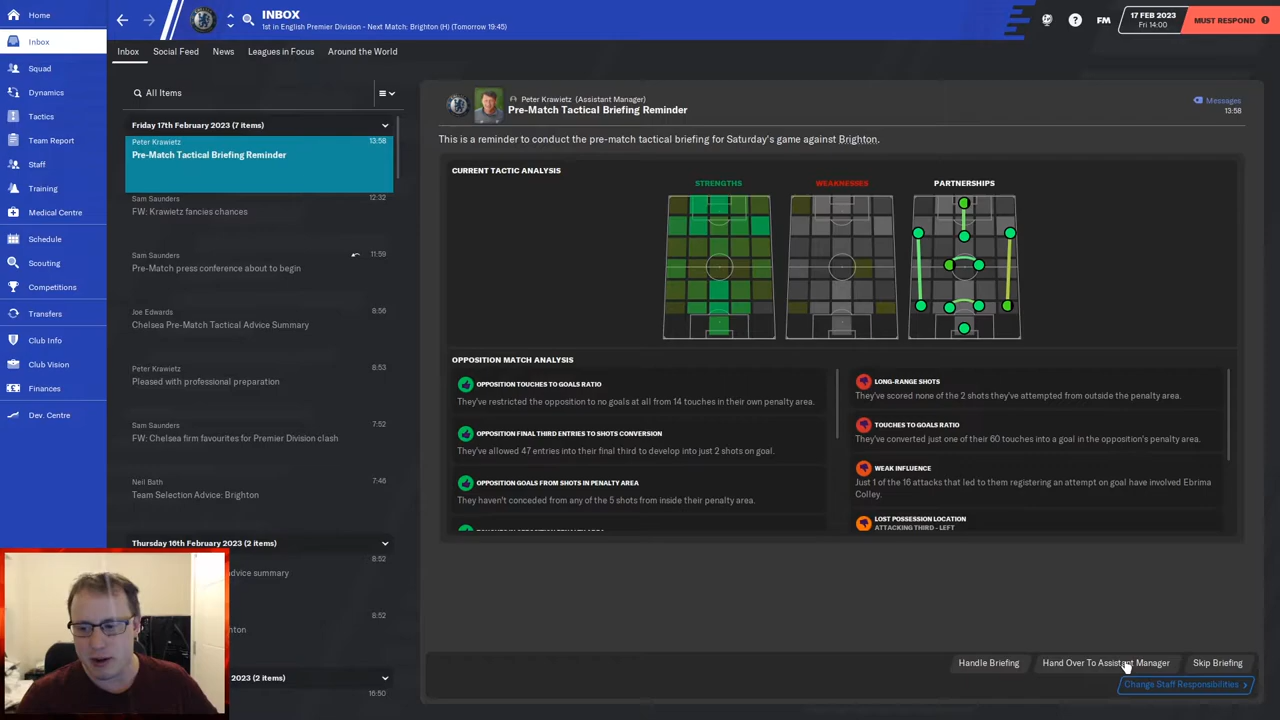 Home
INBOX
1st in English Premier Division - Next Match: Brighton (H) (Tomorrow 19:45)
?
FM
17 FEB 2023
Fri 14:00
MUST RESPOND
Inbox
Squad
Dynamics
Tactics
Team Report
Staff
Training
Medical Centre
Schedule
Scouting
Competitions
Transfers
Club Info
Club Vision
Finances
Dev. Centre
Inbox
Social Feed
News
Leagues in Focus
Around the World
All Items
Friday 17th February 2023 (7 items)
Peter Krawietz
13:58
Pre-Match Tactical Briefing Reminder
Sam Saunders
12:32
FW: Krawietz fancies chances
Sam Saunders
11:59
Pre-Match press conference about to begin
Joe Edwards
8:56
Chelsea Pre-Match Tactical Advice Summary
Peter Krawietz
8:53
Pleased with professional preparation
Sam Saunders
7:52
FW: Chelsea firm favourites for Premier Division clash
Neil Bath
7:46
Team Selection Advice: Brighton
Thursday 16th February 2023 (2 items)
8:52
dvice summary
8:52
nton
2023 (2 items)
16:50
Peter Krawietz (Assistant Manager)
Pre-Match Tactical Briefing Reminder
Messages
13:58
This is a reminder to conduct the pre-match tactical briefing for Saturday's game against Brighton.
CURRENT TACTIC ANALYSIS
STRENGTHS
WEAKNESSES
PARTNERSHIPS
OPPOSITION MATCH ANALYSIS
OPPOSITION TOUCHES TO GOALS RATIO
They've restricted the opposition to no goals at all from 14 touches in their own penalty area.
OPPOSITION FINAL THIRD ENTRIES TO SHOTS CONVERSION
They've allowed 47 entries into their final third to develop into just 2 shots on goal.
OPPOSITION GOALS FROM SHOTS IN PENALTY AREA
They haven't conceded from any of the 5 shots from inside their penalty area.
LONG-RANGE SHOTS
They've scored none of the 2 shots they've attempted from outside the penalty area.
TOUCHES TO GOALS RATIO
They've converted just one of their 60 touches into a goal in the opposition's penalty area.
WEAK INFLUENCE
Just 1 of the 16 attacks that led to them registering an attempt on goal have involved Ebrima
Colley.
LOST POSSESSION LOCATION
ATTACKING THIRD - LEFT
Handle Briefing
Hand Over To Assistant Manager
Skip Briefing
Change Staff Responsibilities